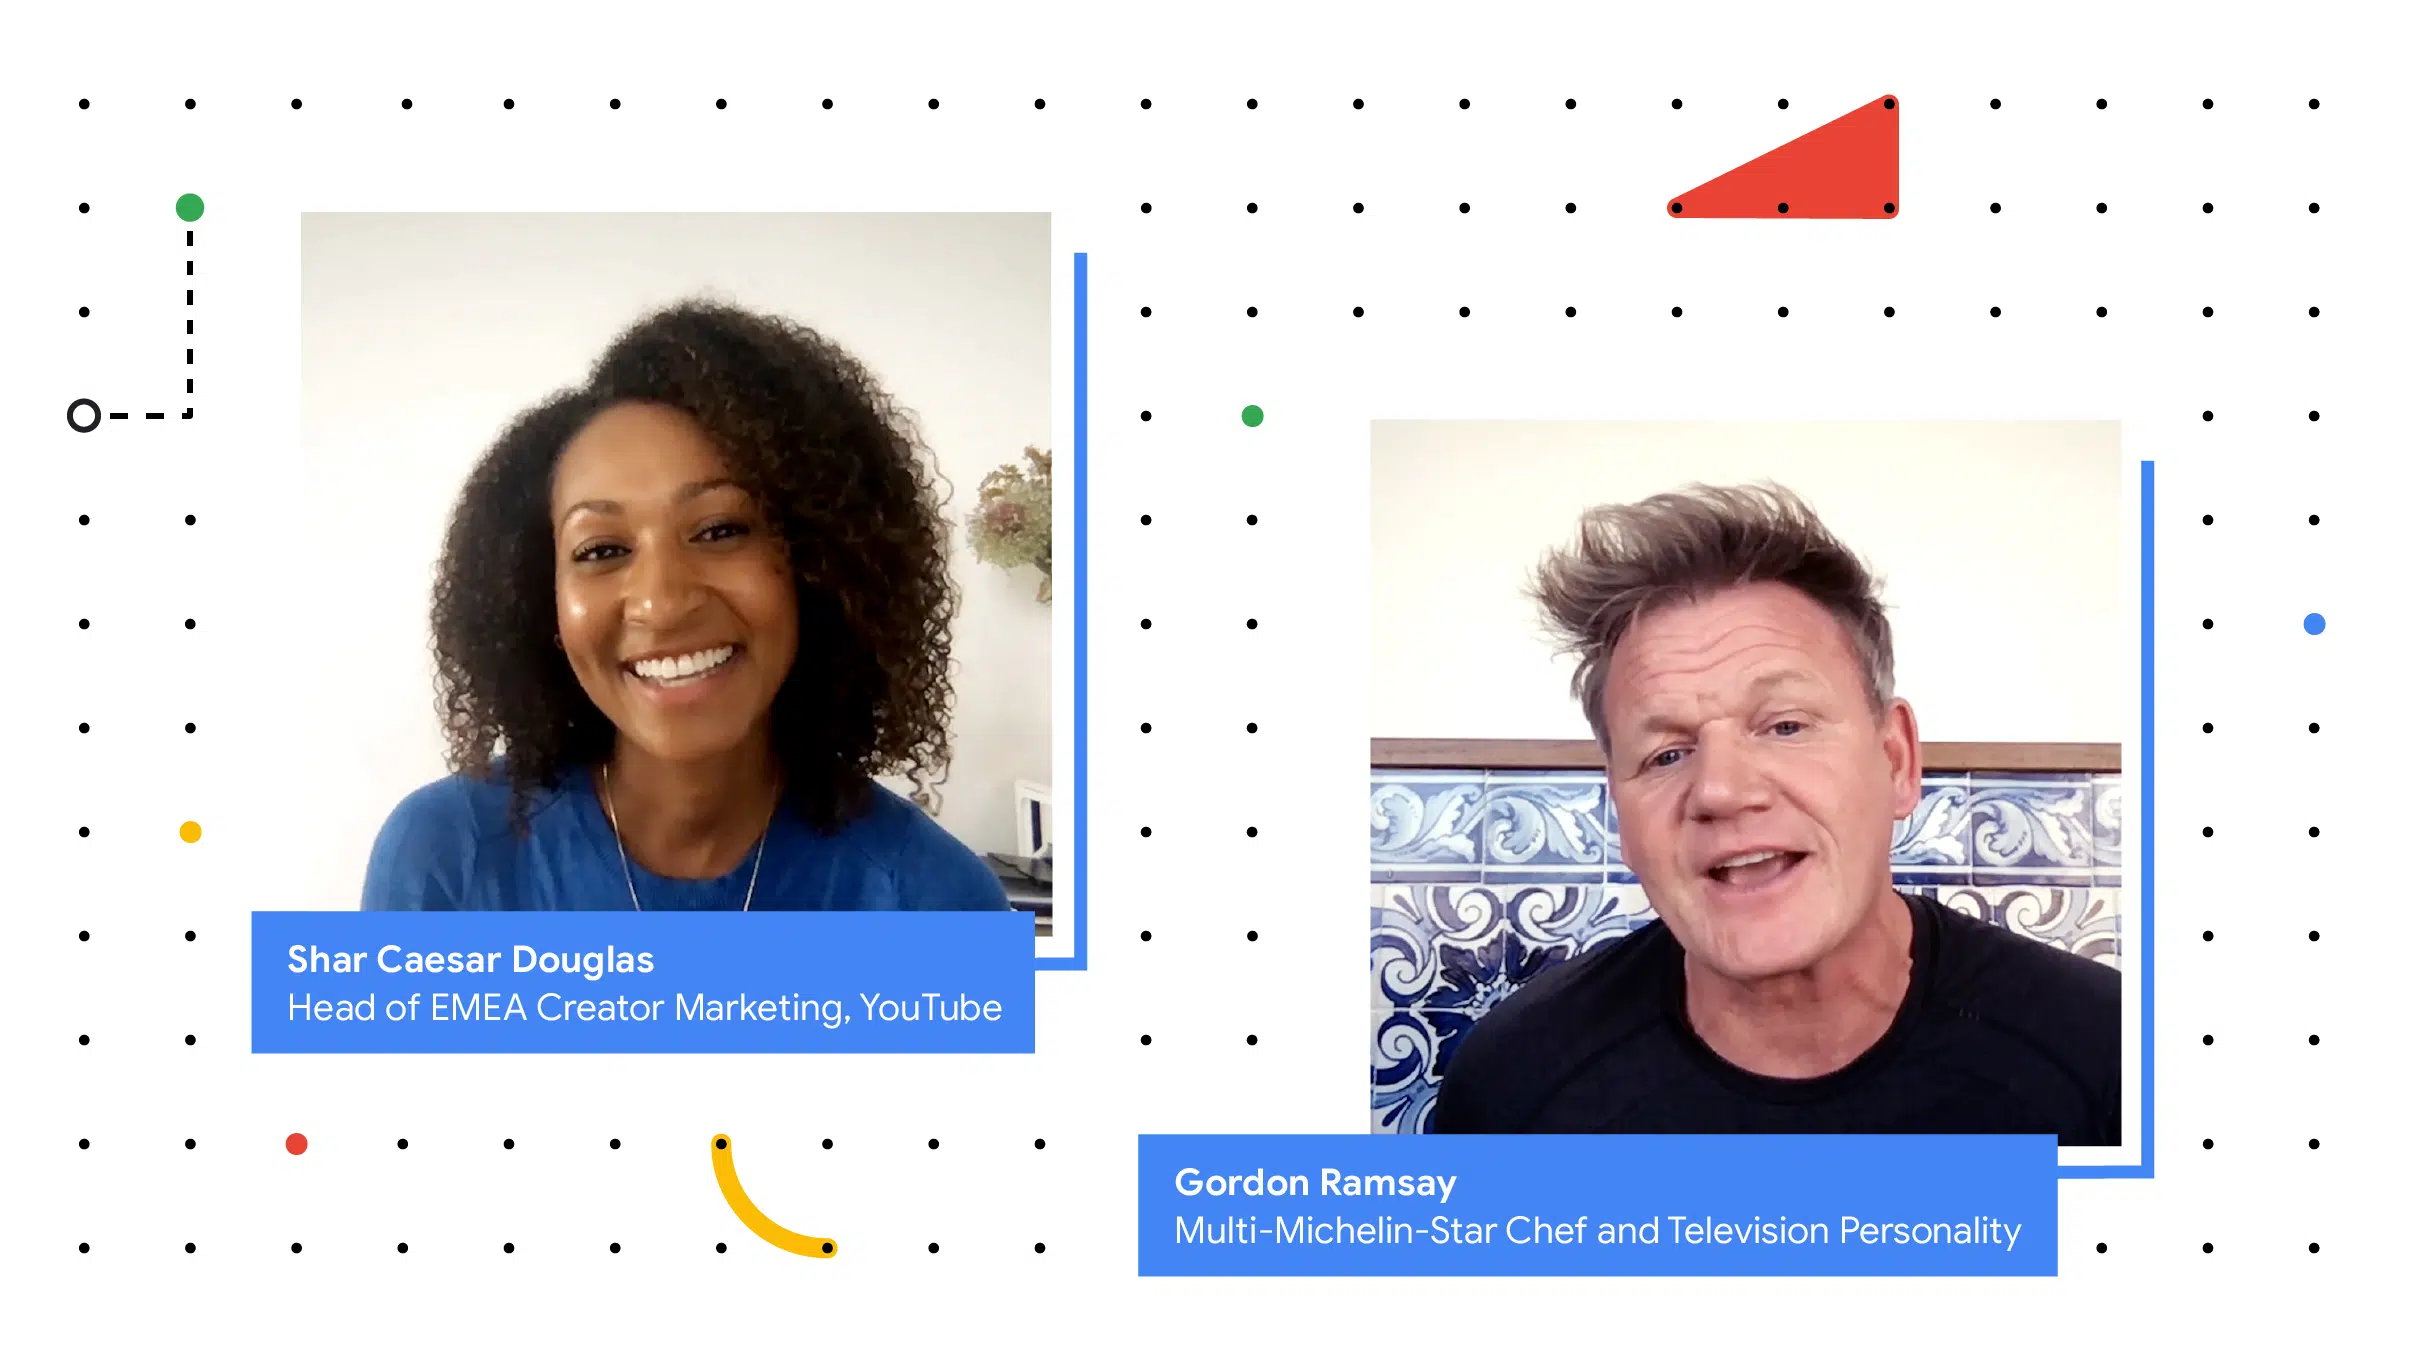 Shar Caesar Douglas
Head of EMEA Creator Marketing, YouTube
Gordon Ramsay
Multi-Michelin-Star Chef and Television Personality